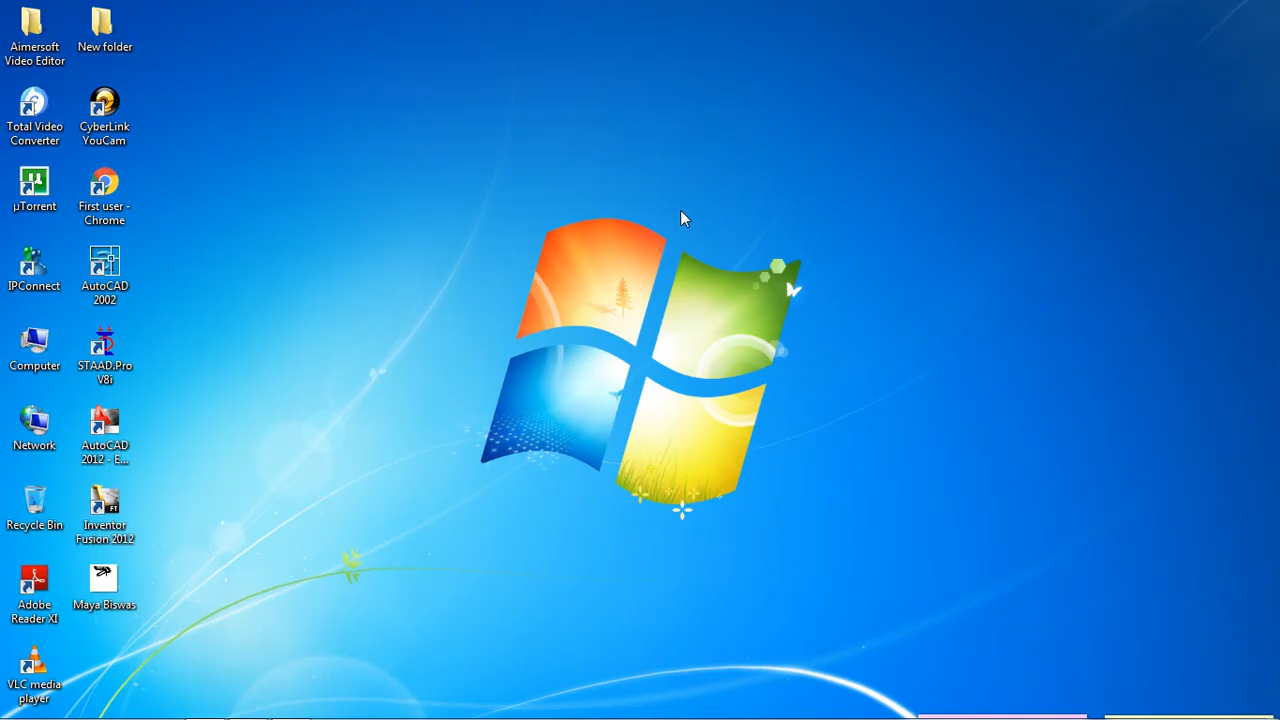 Aimersoft
Video Editor
New folder
Total Video
Converter
CyberLink
YouCam
µTorrent
First user -
Chrome
IPConnect
AutoCAD
2002
Computer
STAAD.Pro
V8i
Network
AutoCAD
2012 - E...
Recycle Bin
Inventor
Fusion 2012
Adobe
Reader XI
Maya Biswas
VLC media
player